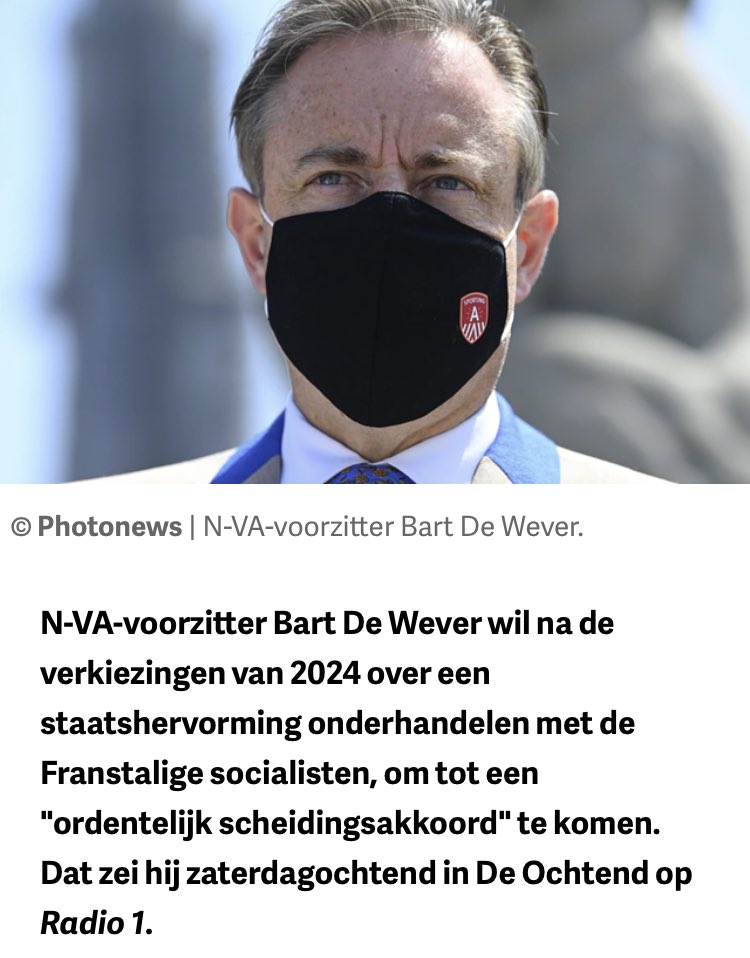 SPORTING
A
© Photonews | N-VA-voorzitter Bart De Wever.
N-VA-voorzitter Bart De Wever wil na de
verkiezingen van 2024 over een
staatshervorming onderhandelen met de
Franstalige socialisten, om tot een
"ordentelijk scheidingsakkoord" te komen.
Dat zei hij zaterdagochtend in De Ochtend op
Radio 1.